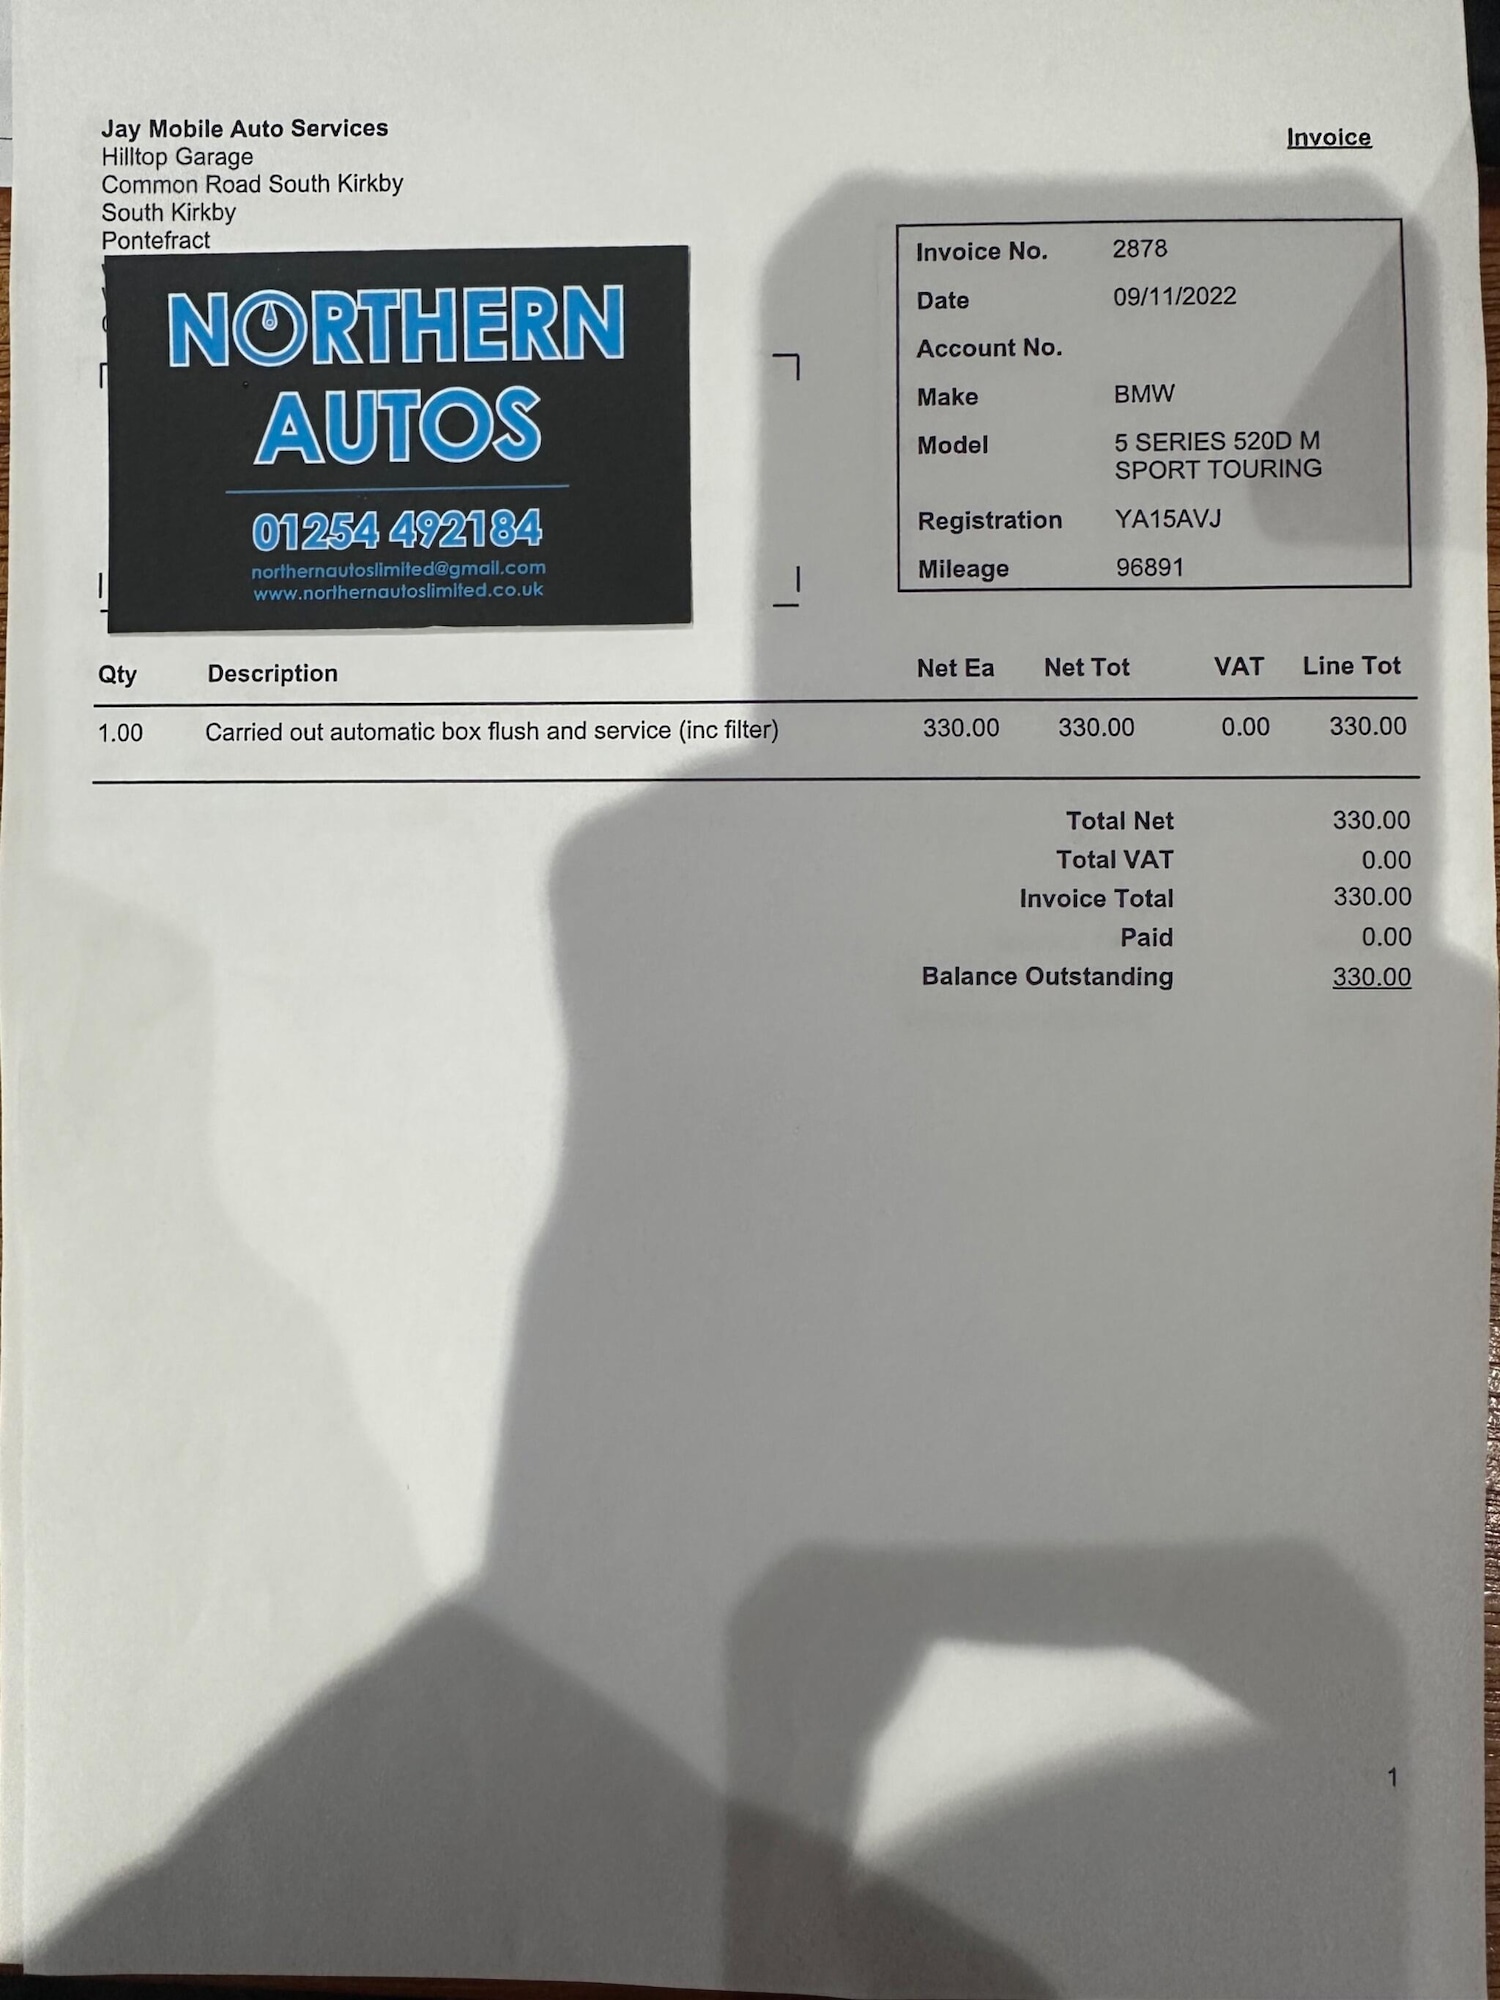 Jay Mobile Auto Services
Hilltop Garage
Common Road South Kirkby
South Kirkby
Pontefract
NORTHERN
AUTOS
01254 492184
northernautoslimited@gmail.com
www.northernautoslimited.co.uk
Invoice
Invoice No. 2878
Date 09/11/2022
Account No.
Make BMW
Model 5 SERIES 520D M
SPORT TOURING
Registration YA15AVJ
Mileage 96891
Qty Description Net Ea Net Tot VAT Line Tot
1.00 Carried out automatic box flush and service (inc filter) 330.00 330.00 0.00 330.00
Total Net 330.00
Total VAT 0.00
Invoice Total 330.00
Paid 0.00
Balance Outstanding 330.00
1